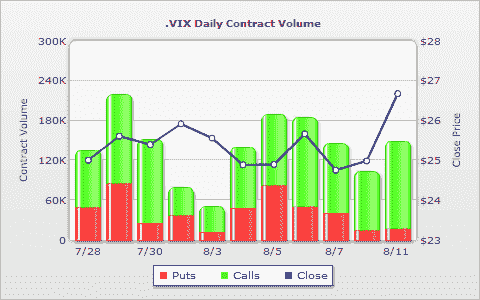 .VIX Daily Contract Volume
300K
240K
180K
120K
60K
0
Contract Volume
$28
$27
$26
$25
$24
$23
Close Price
7/28 7/30 8/3 8/5 8/7 8/11
Puts Calls Close